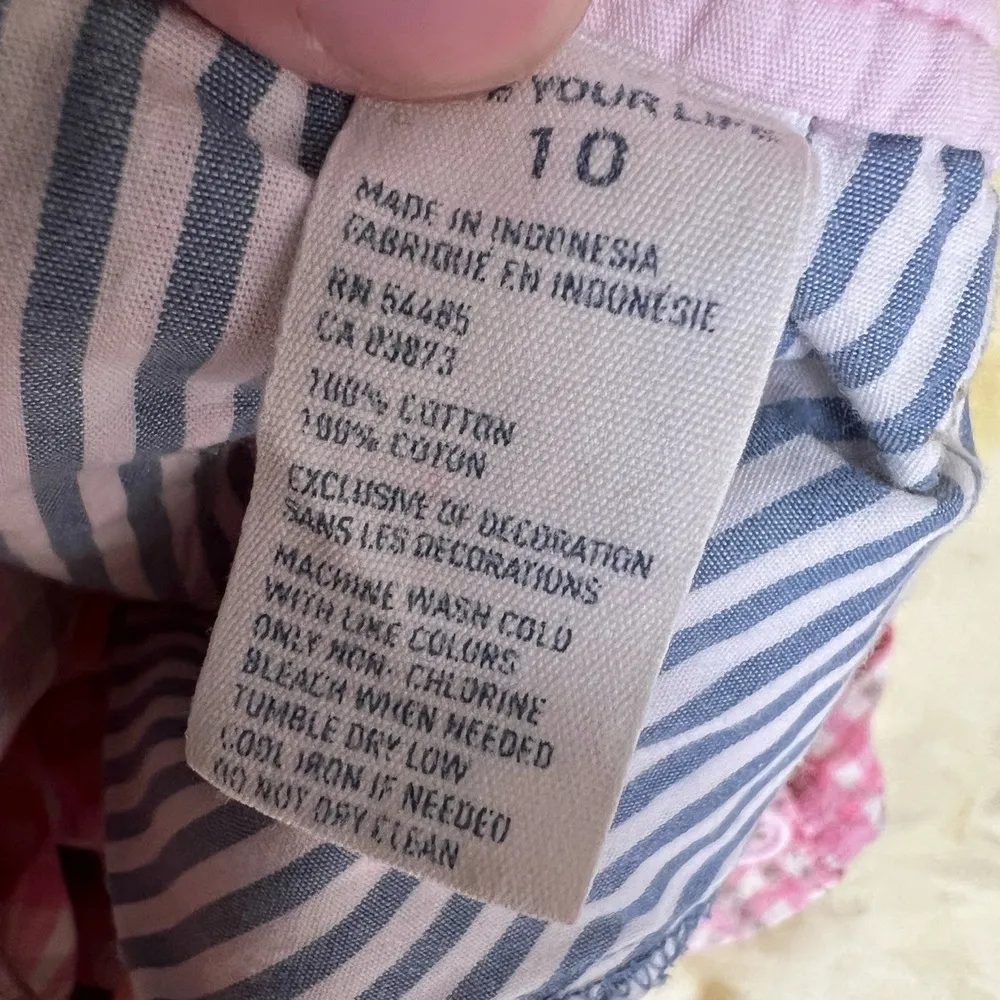 YOUR LIFE
10
MADE IN INDONESIA
FABRIQUÉ EN INDONÉSIE
RN 54485
CA 03873
100% COTTON
100% COTON
EXCLUSIVE OF DECORATION
SANS LES DECORATIONS
MACHINE WASH COLD
WITH LIKE COLORS
ONLY NON- CHLORINE
BLEACH WHEN NEEDED
TUMBLE DRY LOW
COOL IRON IF NEEDED
DO NOT DRY CLEAN